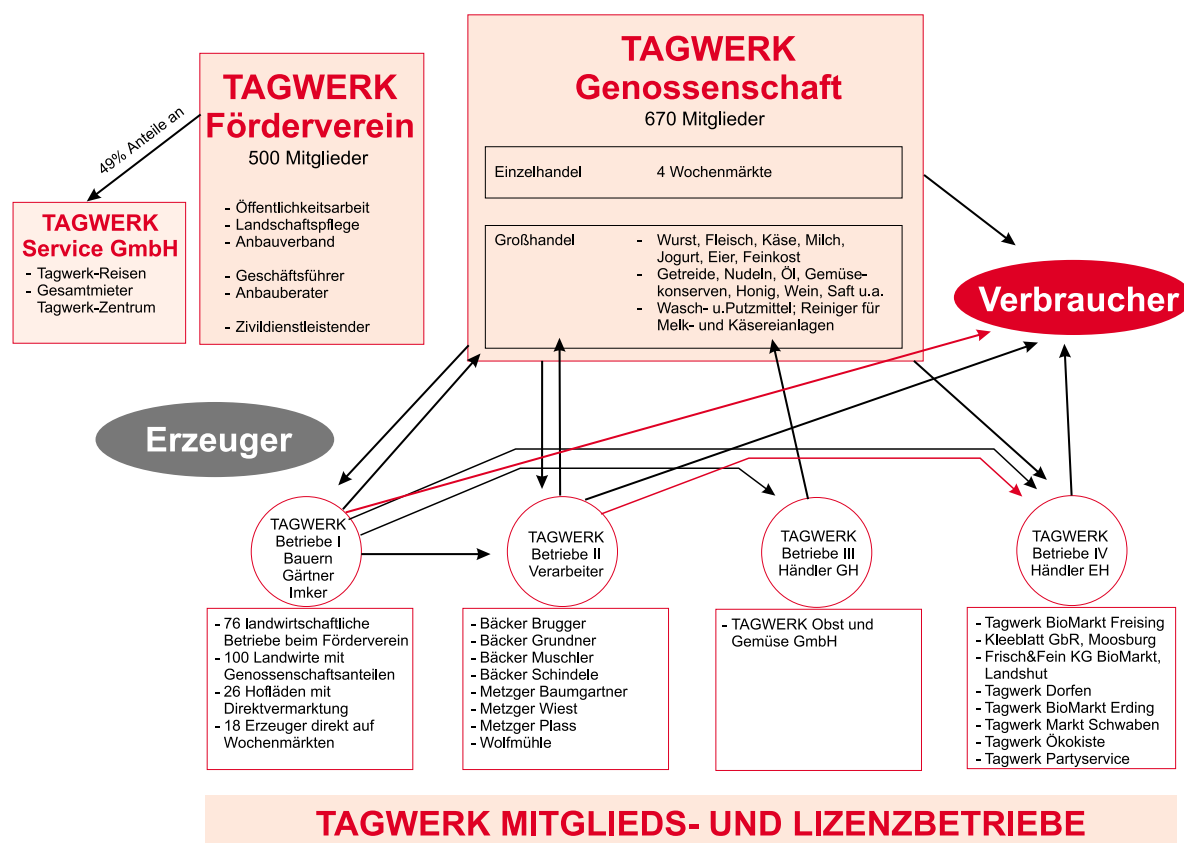 TAGWERK
Förderverein
500 Mitglieder
- Öffentlichkeitsarbeit
- Landschaftspflege
- Anbauverband
- Geschäftsführer
- Anbauberater
- Zivildienstleistender
49% Anteile an
TAGWERK
Service GmbH
- Tagwerk-Reisen
- Gesamtmieter
Tagwerk-Zentrum
TAGWERK
Genossenschaft
670 Mitglieder
Einzelhandel 4 Wochenmärkte
Großhandel - Wurst, Fleisch, Käse, Milch,
Jogurt, Eier, Feinkost
- Getreide, Nudeln, Öl, Gemüse-
konserven, Honig, Wein, Saft u.a.
- Wasch- u.Putzmittel; Reiniger für
Melk- und Käsereianlagen
Verbraucher
Erzeuger
TAGWERK
Betriebe I
Bauern
Gärtner
Imker
- 76 landwirtschaftliche
Betriebe beim Förderverein
- 100 Landwirte mit
Genossenschaftsanteilen
- 26 Hofläden mit
Direktvermarktung
- 18 Erzeuger direkt auf
Wochenmärkten
TAGWERK
Betriebe II
Verarbeiter
- Bäcker Brugger
- Bäcker Grundner
- Bäcker Muschler
- Bäcker Schindele
- Metzger Baumgartner
- Metzger Wiest
- Metzger Plass
- Wolfmühle
TAGWERK
Betriebe III
Händler GH
- TAGWERK Obst und
Gemüse GmbH
TAGWERK
Betriebe IV
Händler EH
- Tagwerk BioMarkt Freising
- Kleeblatt GbR, Moosburg
- Frisch&Fein KG BioMarkt,
Landshut
- Tagwerk Dorfen
- Tagwerk BioMarkt Erding
- Tagwerk Markt Schwaben
- Tagwerk Ökokiste
- Tagwerk Partyservice
TAGWERK MITGLIEDS- UND LIZENZBETRIEBE